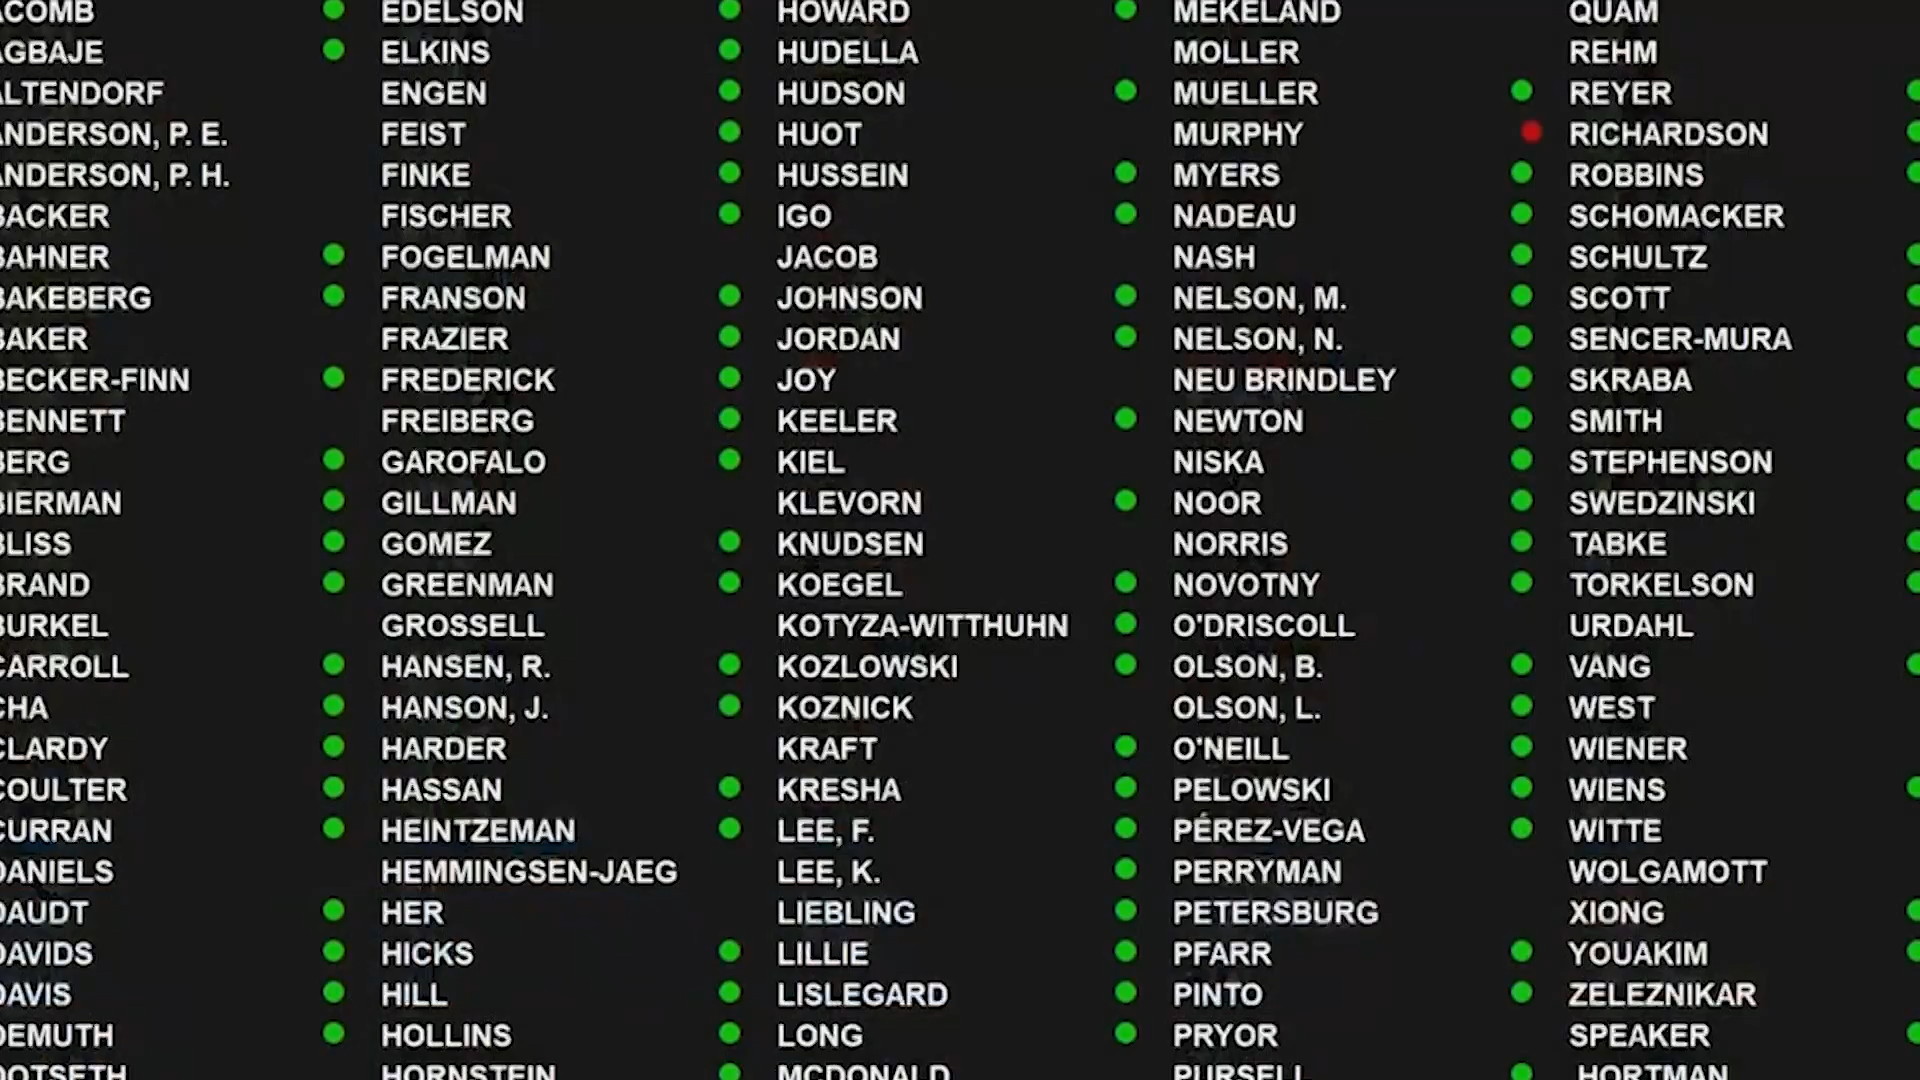 ACOMB
AGBAJE
ALTENDORF
ANDERSON, P. E.
ANDERSON, P. H.
BACKER
BAHNER
BAKEBERG
BAKER
BECKER-FINN
BENNETT
BERG
BIERMAN
BLISS
BRAND
BURKEL
CARROLL
CHA
CLARDY
COULTER
CURRAN
DANIELS
DAUDT
DAVIDS
DAVIS
DEMUTH
DOTSETH
EDELSON
ELKINS
ENGEN
FEIST
FINKE
FISCHER
FOGELMAN
FRANSON
FRAZIER
FREDERICK
FREIBERG
GAROFALO
GILLMAN
GOMEZ
GREENMAN
GROSSELL
HANSEN, R.
HANSON, J.
HARDER
HASSAN
HEINTZEMAN
HEMMINGSEN-JAEG
HER
HICKS
HILL
HOLLINS
HORNSTEIN
HOWARD
HUDELLA
HUDSON
HUOT
HUSSEIN
IGO
JACOB
JOHNSON
JORDAN
JOY
KEELER
KIEL
KLEVORN
KNUDSEN
KOEGEL
KOTYZA-WITTHUHN
KOZLOWSKI
KOZNICK
KRAFT
KRESHA
LEE, F.
LEE, K.
LIEBLING
LILLIE
LISLEGARD
LONG
MCDONALD
MEKELAND
MOLLER
MUELLER
MURPHY
MYERS
NADEAU
NASH
NELSON, M.
NELSON, N.
NEU BRINDLEY
NEWTON
NISKA
NOOR
NORRIS
NOVOTNY
O'DRISCOLL
OLSON, B.
OLSON, L.
O'NEILL
PELOWSKI
PÉREZ-VEGA
PERRYMAN
PETERSBURG
PFARR
PINTO
PRYOR
PURSELL
QUAM
REHM
REYER
RICHARDSON
ROBBINS
SCHOMACKER
SCHULTZ
SCOTT
SENCER-MURA
SKRABA
SMITH
STEPHENSON
SWEDZINSKI
TABKE
TORKELSON
URDAHL
VANG
WEST
WIENER
WIENS
WITTE
WOLGAMOTT
XIONG
YOUAKIM
ZELEZNIKAR
SPEAKER
HORTMAN